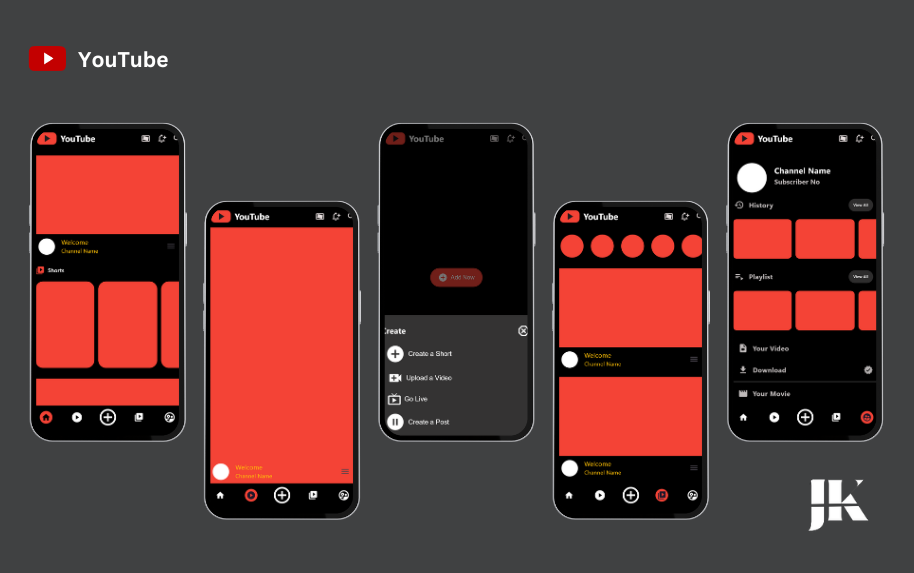 YouTube
YouTube
Welcome
Channel Name
Shorts
YouTube
Welcome
Channel Name
YouTube
Add New
Create
Create a Short
Upload a Video
Go Live
Create a Post
YouTube
Welcome
Channel Name
Welcome
Channel Name
YouTube
Channel Name
Subscriber No
History View All
Playlist View All
Your Video
Download
Your Movie
JK